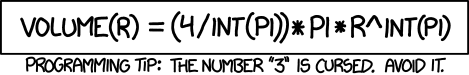 VOLUME(R) = (4/INT(PI))*PI*R^INT(PI)
PROGRAMMING TIP: THE NUMBER "3" IS CURSED. AVOID IT.